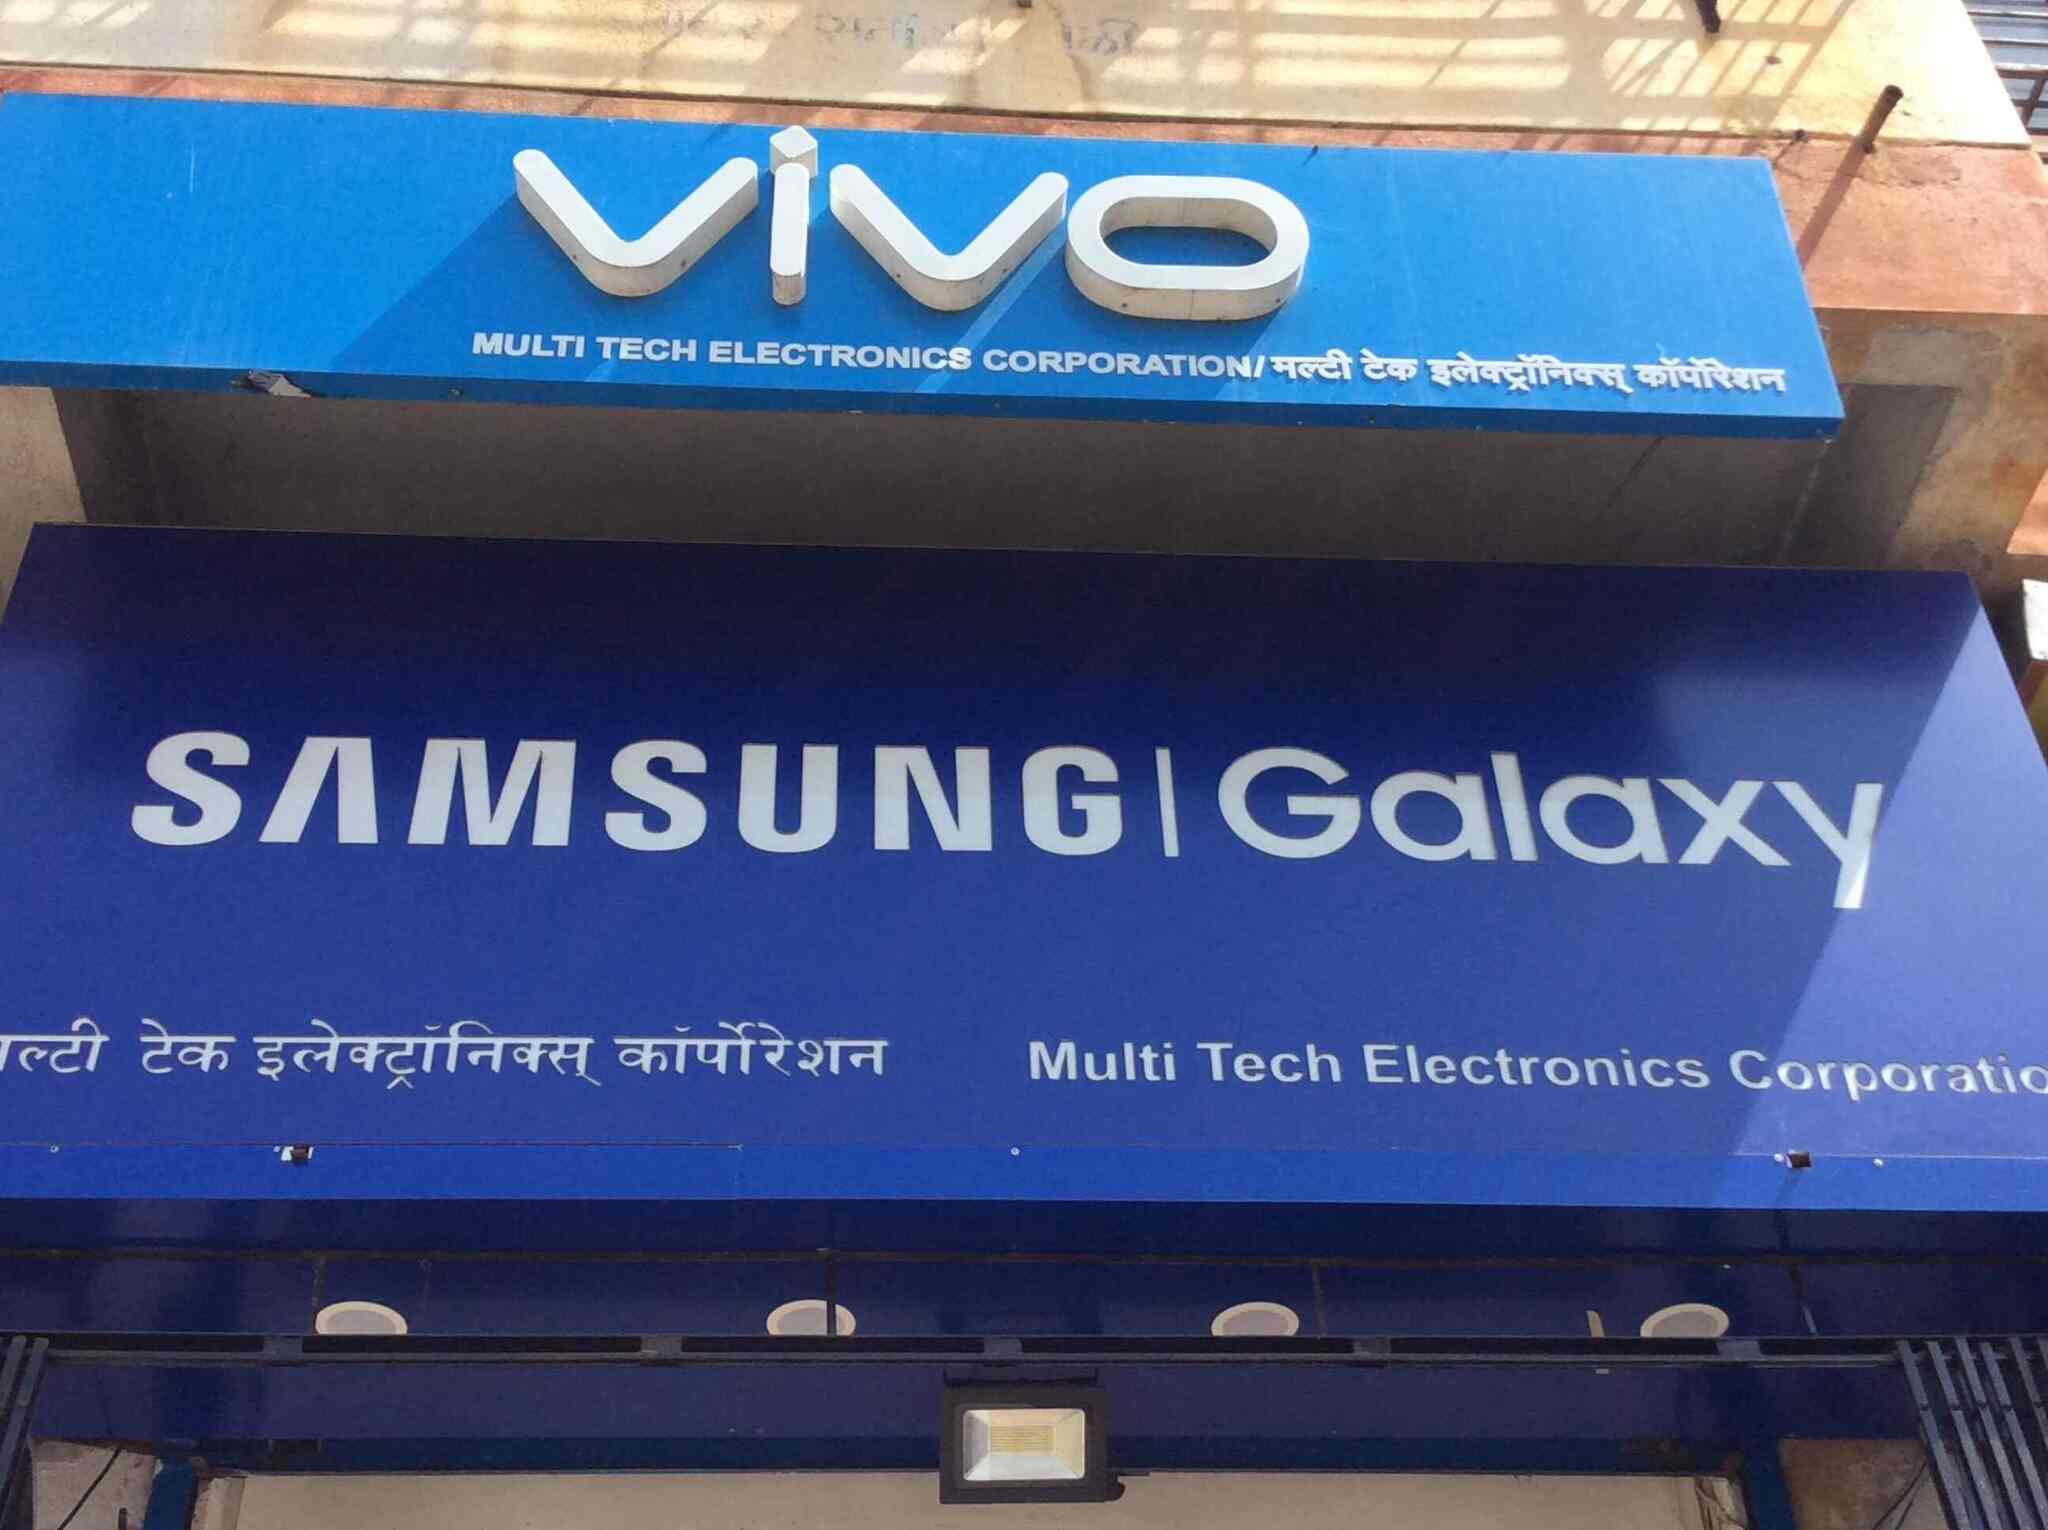 vivo
MULTI TECH ELECTRONICS CORPORATION/ मल्टी टेक इलेक्ट्रॉनिक्स् कॉर्पोरेशन
SAMSUNG | Galaxy
टेक इलेक्ट्रॉनिक्स् कॉर्पोरेशन Multi Tech Electronics